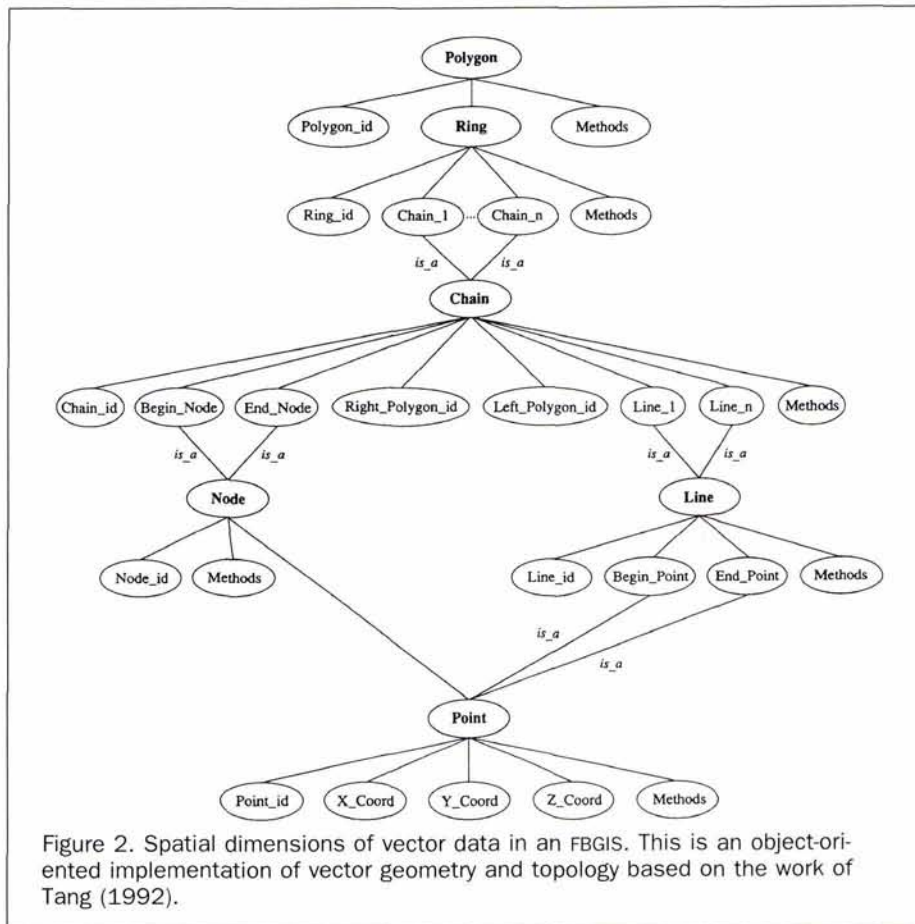 Polygon
Polygon_id Ring Methods
Ring_id Chain_1 ... Chain_n Methods
is_a is_a
Chain
Chain_id Begin_Node End_Node Right_Polygon_id Left_Polygon_id Line_1 Line_n Methods
is_a is_a is_a is_a
Node Line
Node_id Methods Line_id Begin_Point End_Point Methods
is_a
is_a
Point
Point_id X_Coord Y_Coord Z_Coord Methods
Figure 2. Spatial dimensions of vector data in an FBGIS. This is an object-ori-
ented implementation of vector geometry and topology based on the work of
Tang (1992).